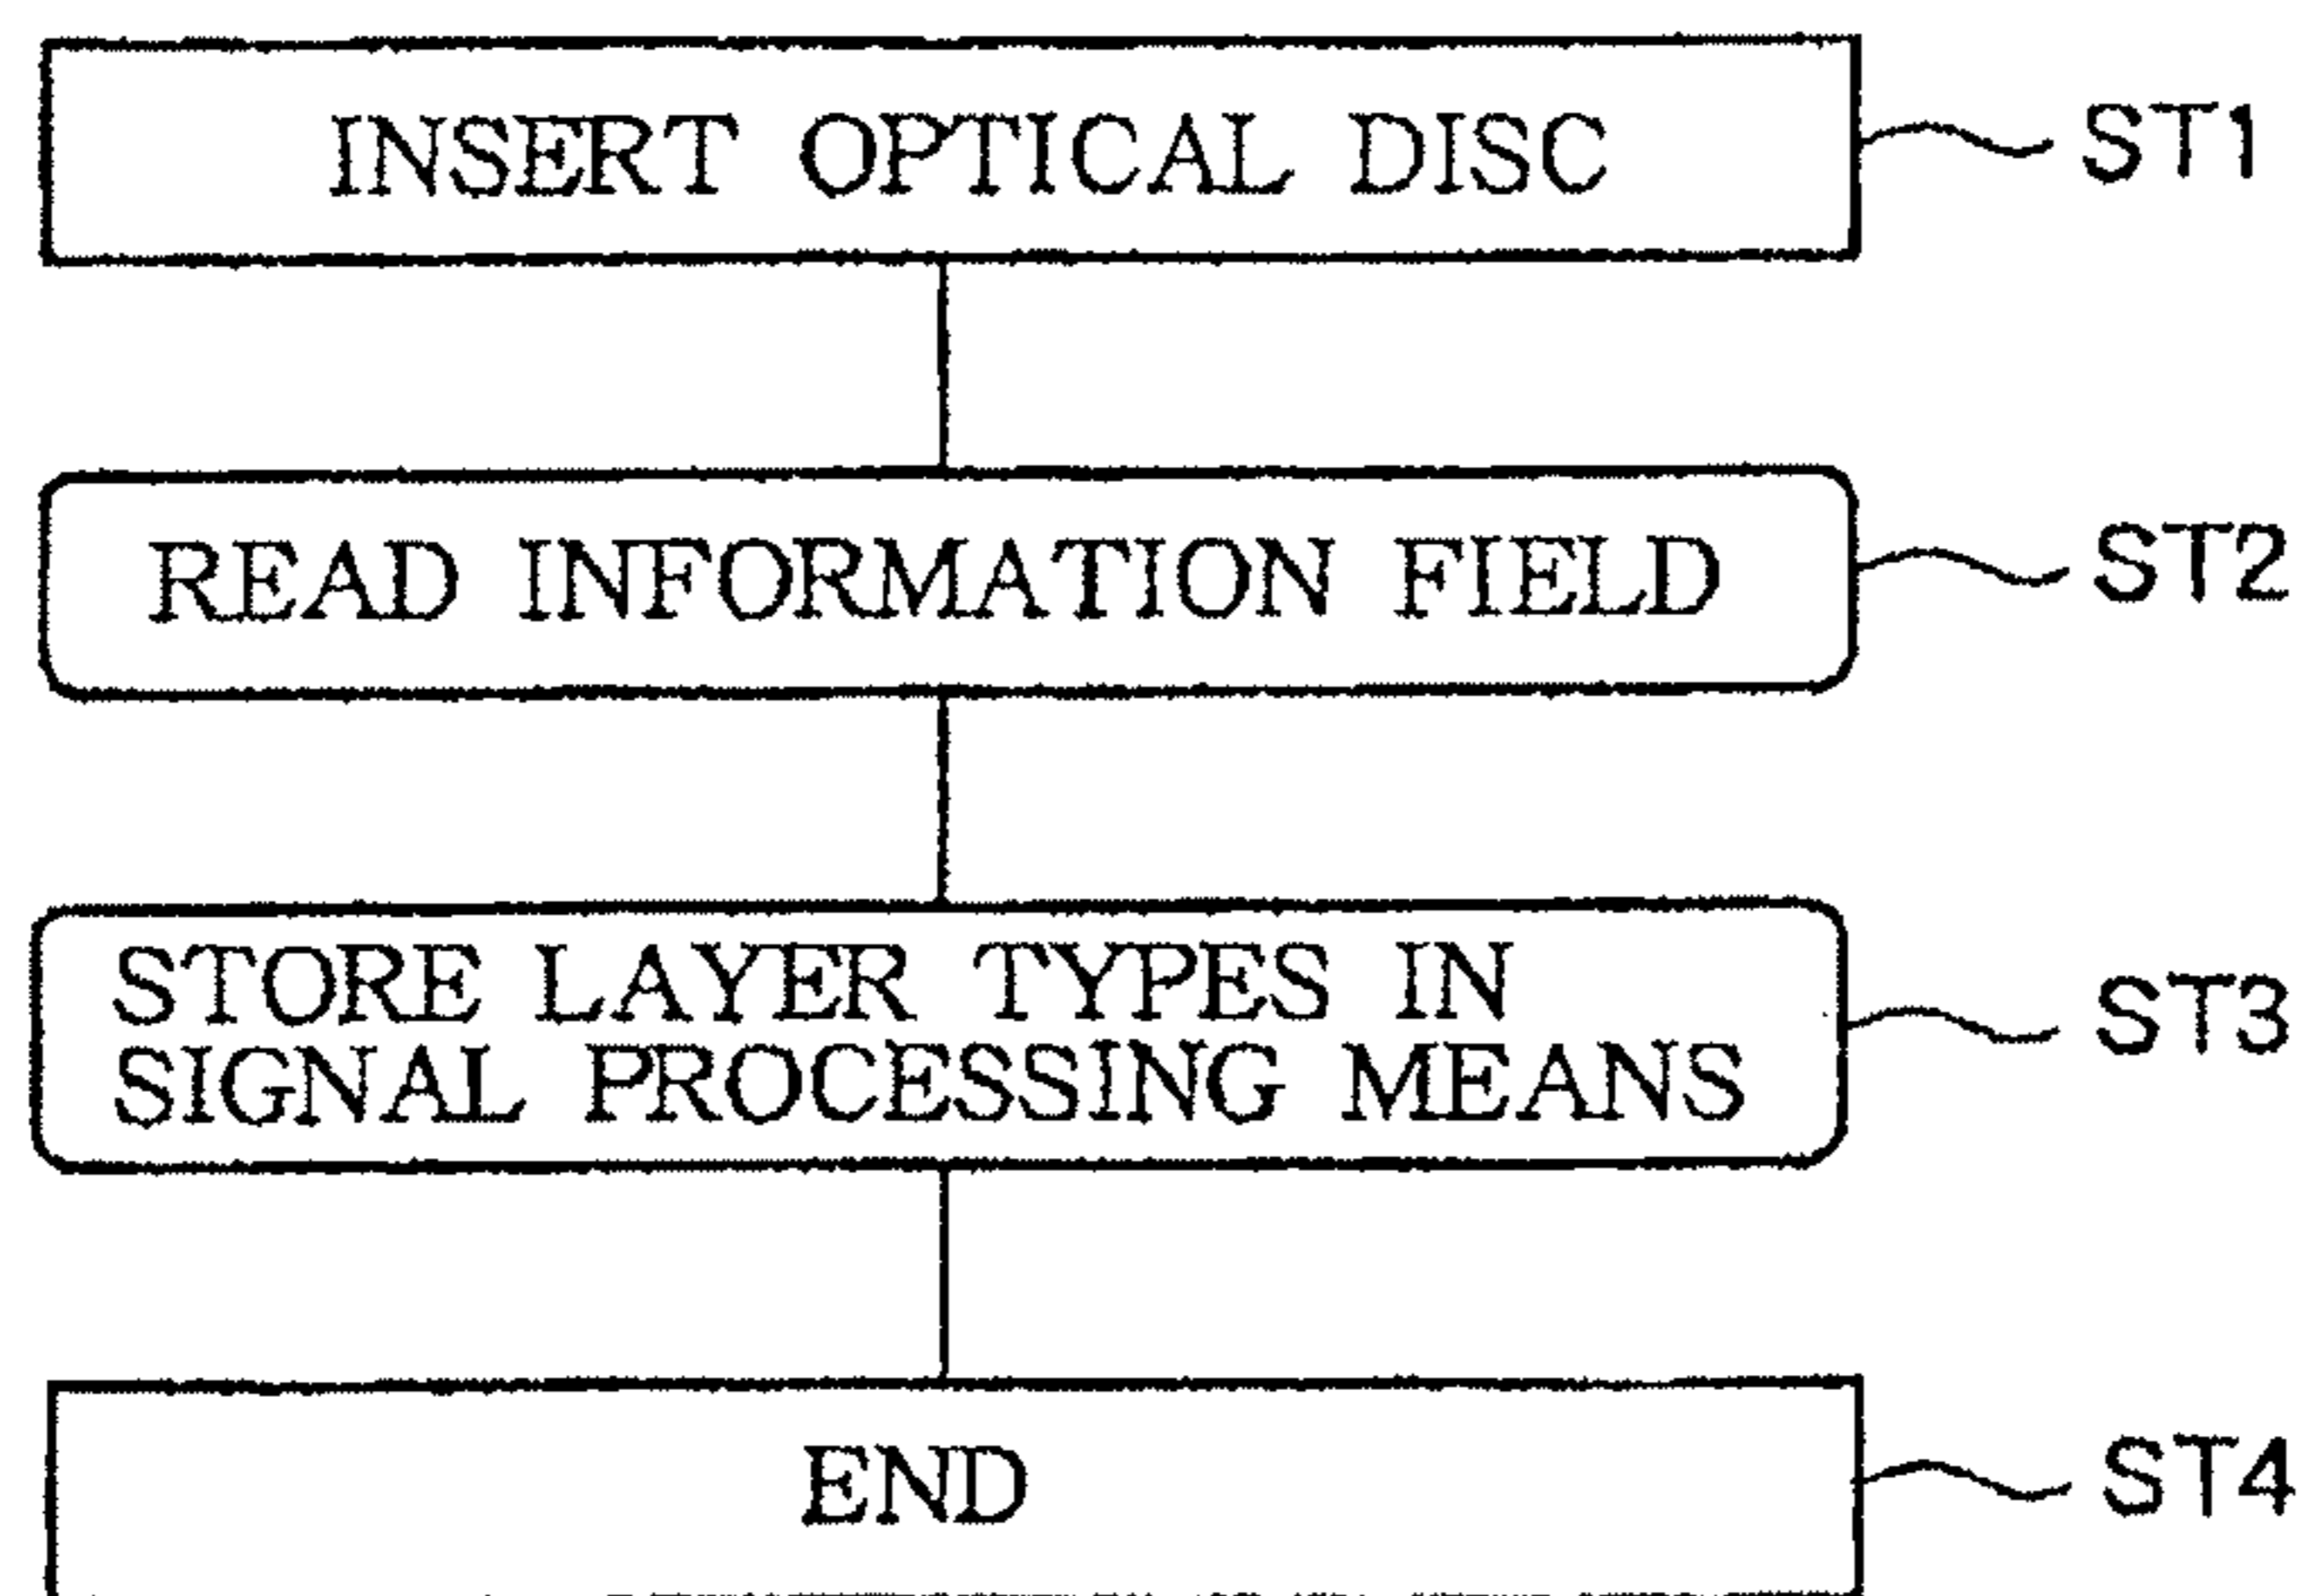 INSERT OPTICAL DISC ST1
READ INFORMATION FIELD ST2
STORE LAYER TYPES IN
SIGNAL PROCESSING MEANS ST3
END ST4